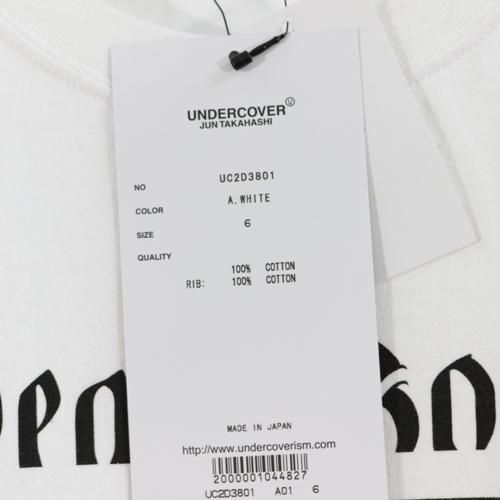 UNDERCOVER U
JUN TAKAHASHI
NO UC2D3801
COLOR A.WHITE
SIZE 6
QUALITY
100% COTTON
RIB: 100% COTTON
MADE IN JAPAN
http://www.undercoverism.com/
2000001044827
UC2D3801 A01 6